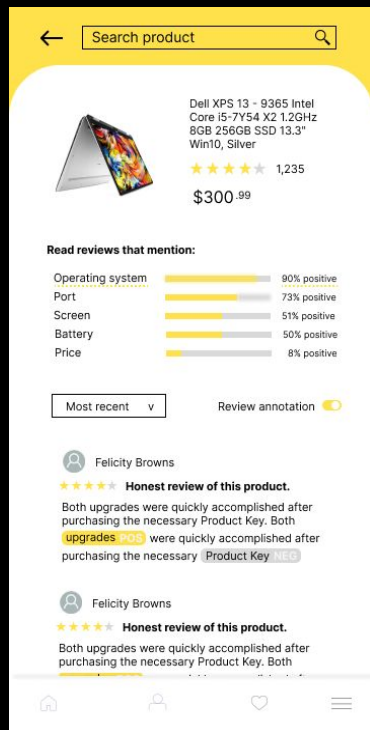 Search product
Dell XPS 13 - 9365 Intel
Core i5-7Y54 X2 1.2GHz
8GB 256GB SSD 13.3"
Win10, Silver
1,235
$300.99
Read reviews that mention:
Operating system 90% positive
Port 73% positive
Screen 51% positive
Battery 50% positive
Price 8% positive
Most recent v Review annotation
Felicity Browns
Honest review of this product.
Both upgrades were quickly accomplished after
purchasing the necessary Product Key. Both
upgrades POS were quickly accomplished after
purchasing the necessary Product Key NEG
Felicity Browns
Honest review of this product.
Both upgrades were quickly accomplished after
purchasing the necessary Product Key. Both